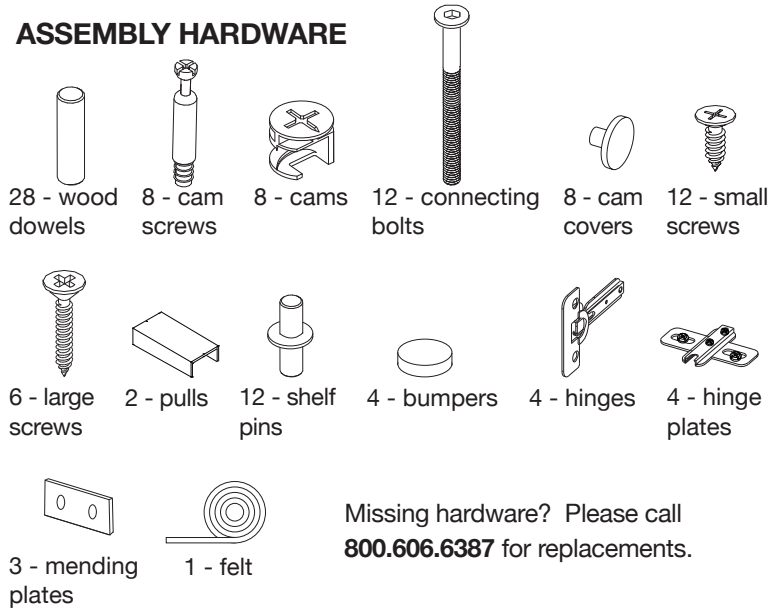 ASSEMBLY HARDWARE
28 - wood
dowels
8 - cam
screws
8 - cams
12 - connecting
bolts
8 - cam
covers
12 - small
screws
6 - large
screws
2 - pulls
12 - shelf
pins
4 - bumpers
4 - hinges
4 - hinge
plates
3 - mending
plates
1 - felt
Missing hardware? Please call
800.606.6387 for replacements.